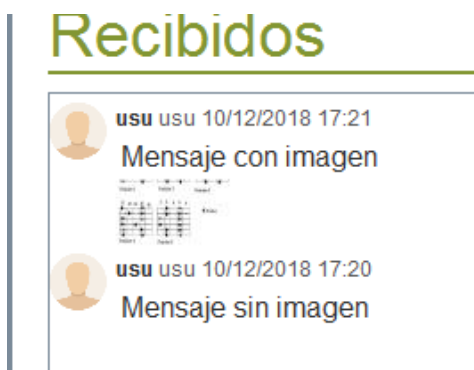 Recibidos
usu usu 10/12/2018 17:21
Mensaje con imagen
usu usu 10/12/2018 17:20
Mensaje sin imagen